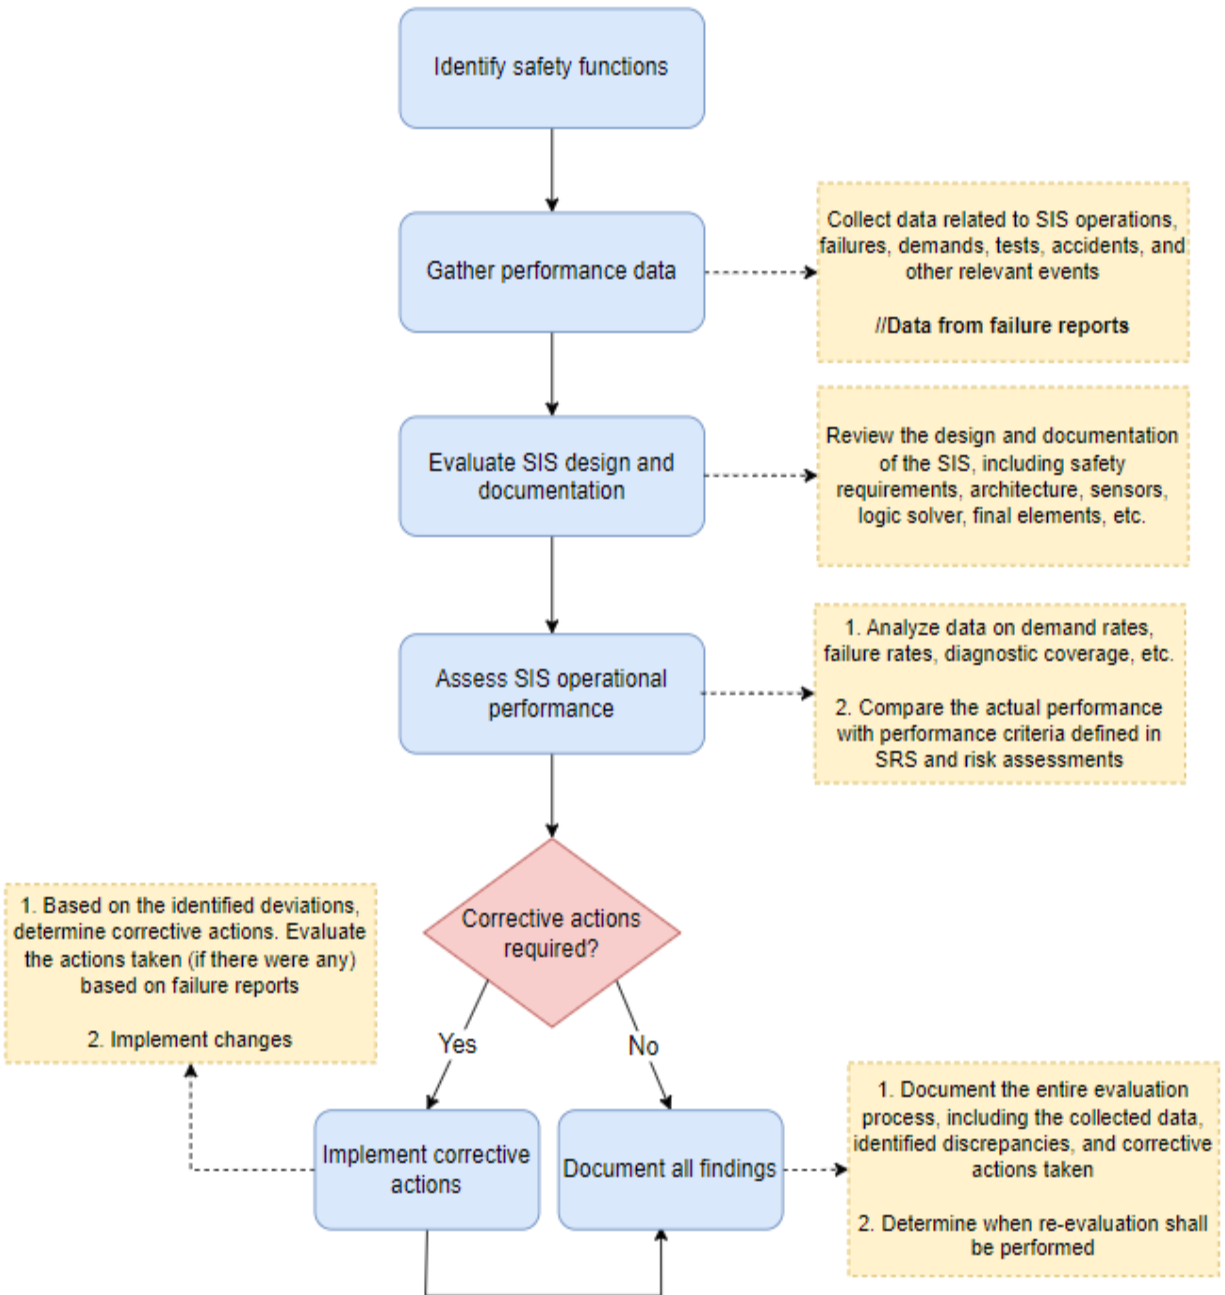 Identify safety functions
Gather performance data
Collect data related to SIS operations,
failures, demands, tests, accidents, and
other relevant events
//Data from failure reports
Evaluate SIS design and
documentation
Review the design and documentation
of the SIS, including safety
requirements, architecture, sensors,
logic solver, final elements, etc.
Assess SIS operational
performance
1. Analyze data on demand rates,
failure rates, diagnostic coverage, etc.
2. Compare the actual performance
with performance criteria defined in
SRS and risk assessments
Corrective actions
required?
1. Based on the identified deviations,
determine corrective actions. Evaluate
the actions taken (if there were any)
based on failure reports
2. Implement changes
Yes
No
Implement corrective
actions
Document all findings
1. Document the entire evaluation
process, including the collected data,
identified discrepancies, and corrective
actions taken
2. Determine when re-evaluation shall
be performed